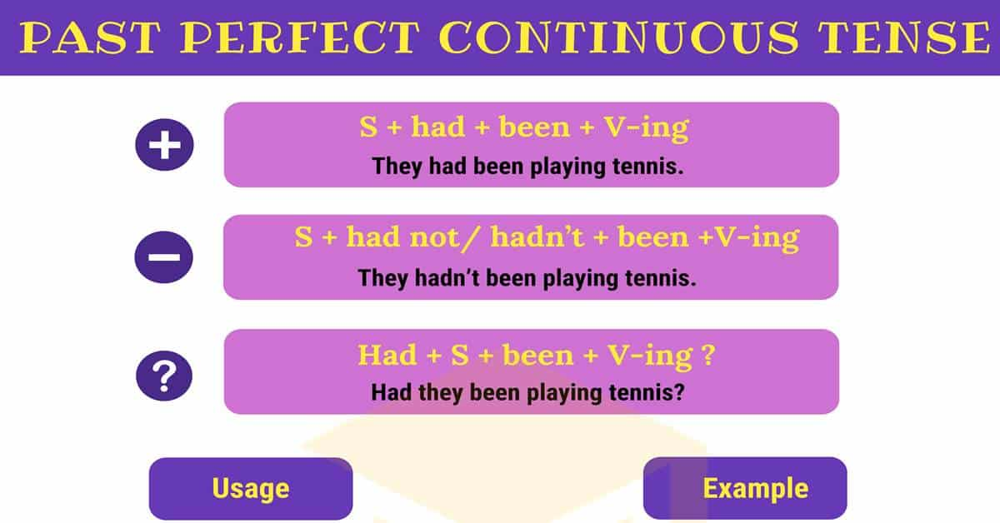 PAST PERFECT CONTINUOUS TENSE
+
S + had + been + V-ing
They had been playing tennis.
−
S + had not/ hadn’t + been +V-ing
They hadn’t been playing tennis.
?
Had + S + been + V-ing ?
Had they been playing tennis?
Usage
Example